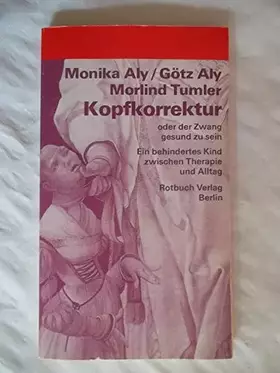 Monika Aly / Götz Aly
Morlind Tumler
Kopfkorrektur
oder der Zwang
gesund zu sein
Ein behindertes Kind
zwischen Therapie
und Alltag
Rotbuch Verlag
Berlin